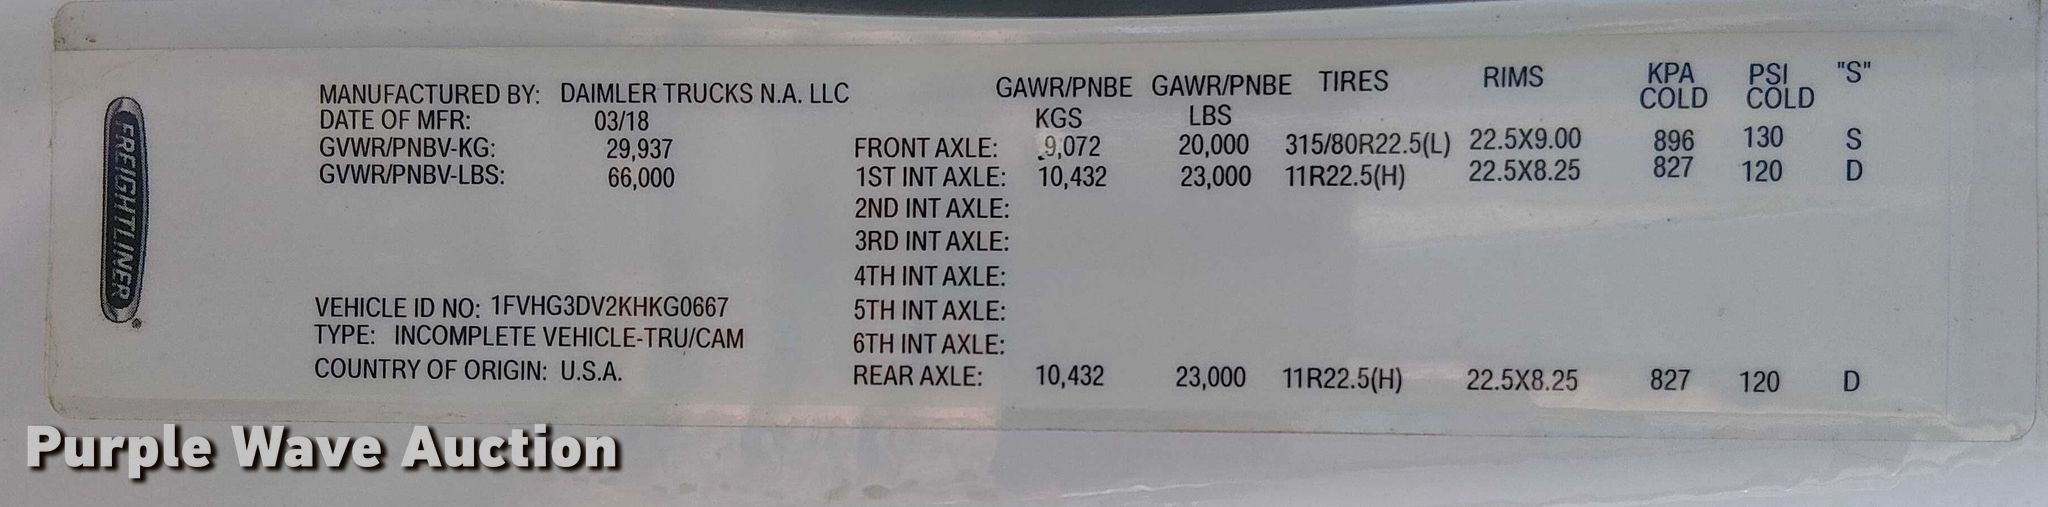 FREIGHTLINER
MANUFACTURED BY: DAIMLER TRUCKS N.A. LLC
DATE OF MFR: 03/18
GVWR/PNBV-KG: 29,937
GVWR/PNBV-LBS: 66,000
VEHICLE ID NO: 1FVHG3DV2KHKG0667
TYPE: INCOMPLETE VEHICLE-TRU/CAM
COUNTRY OF ORIGIN: U.S.A.
GAWR/PNBE GAWR/PNBE TIRES RIMS KPA PSI "S"
KGS LBS COLD COLD
FRONT AXLE: 9,072 20,000 315/80R22.5(L) 22.5X9.00 896 130 S
1ST INT AXLE: 10,432 23,000 11R22.5(H) 22.5X8.25 827 120 D
2ND INT AXLE:
3RD INT AXLE:
4TH INT AXLE:
5TH INT AXLE:
6TH INT AXLE:
REAR AXLE: 10,432 23,000 11R22.5(H) 22.5X8.25 827 120 D
Purple Wave Auction